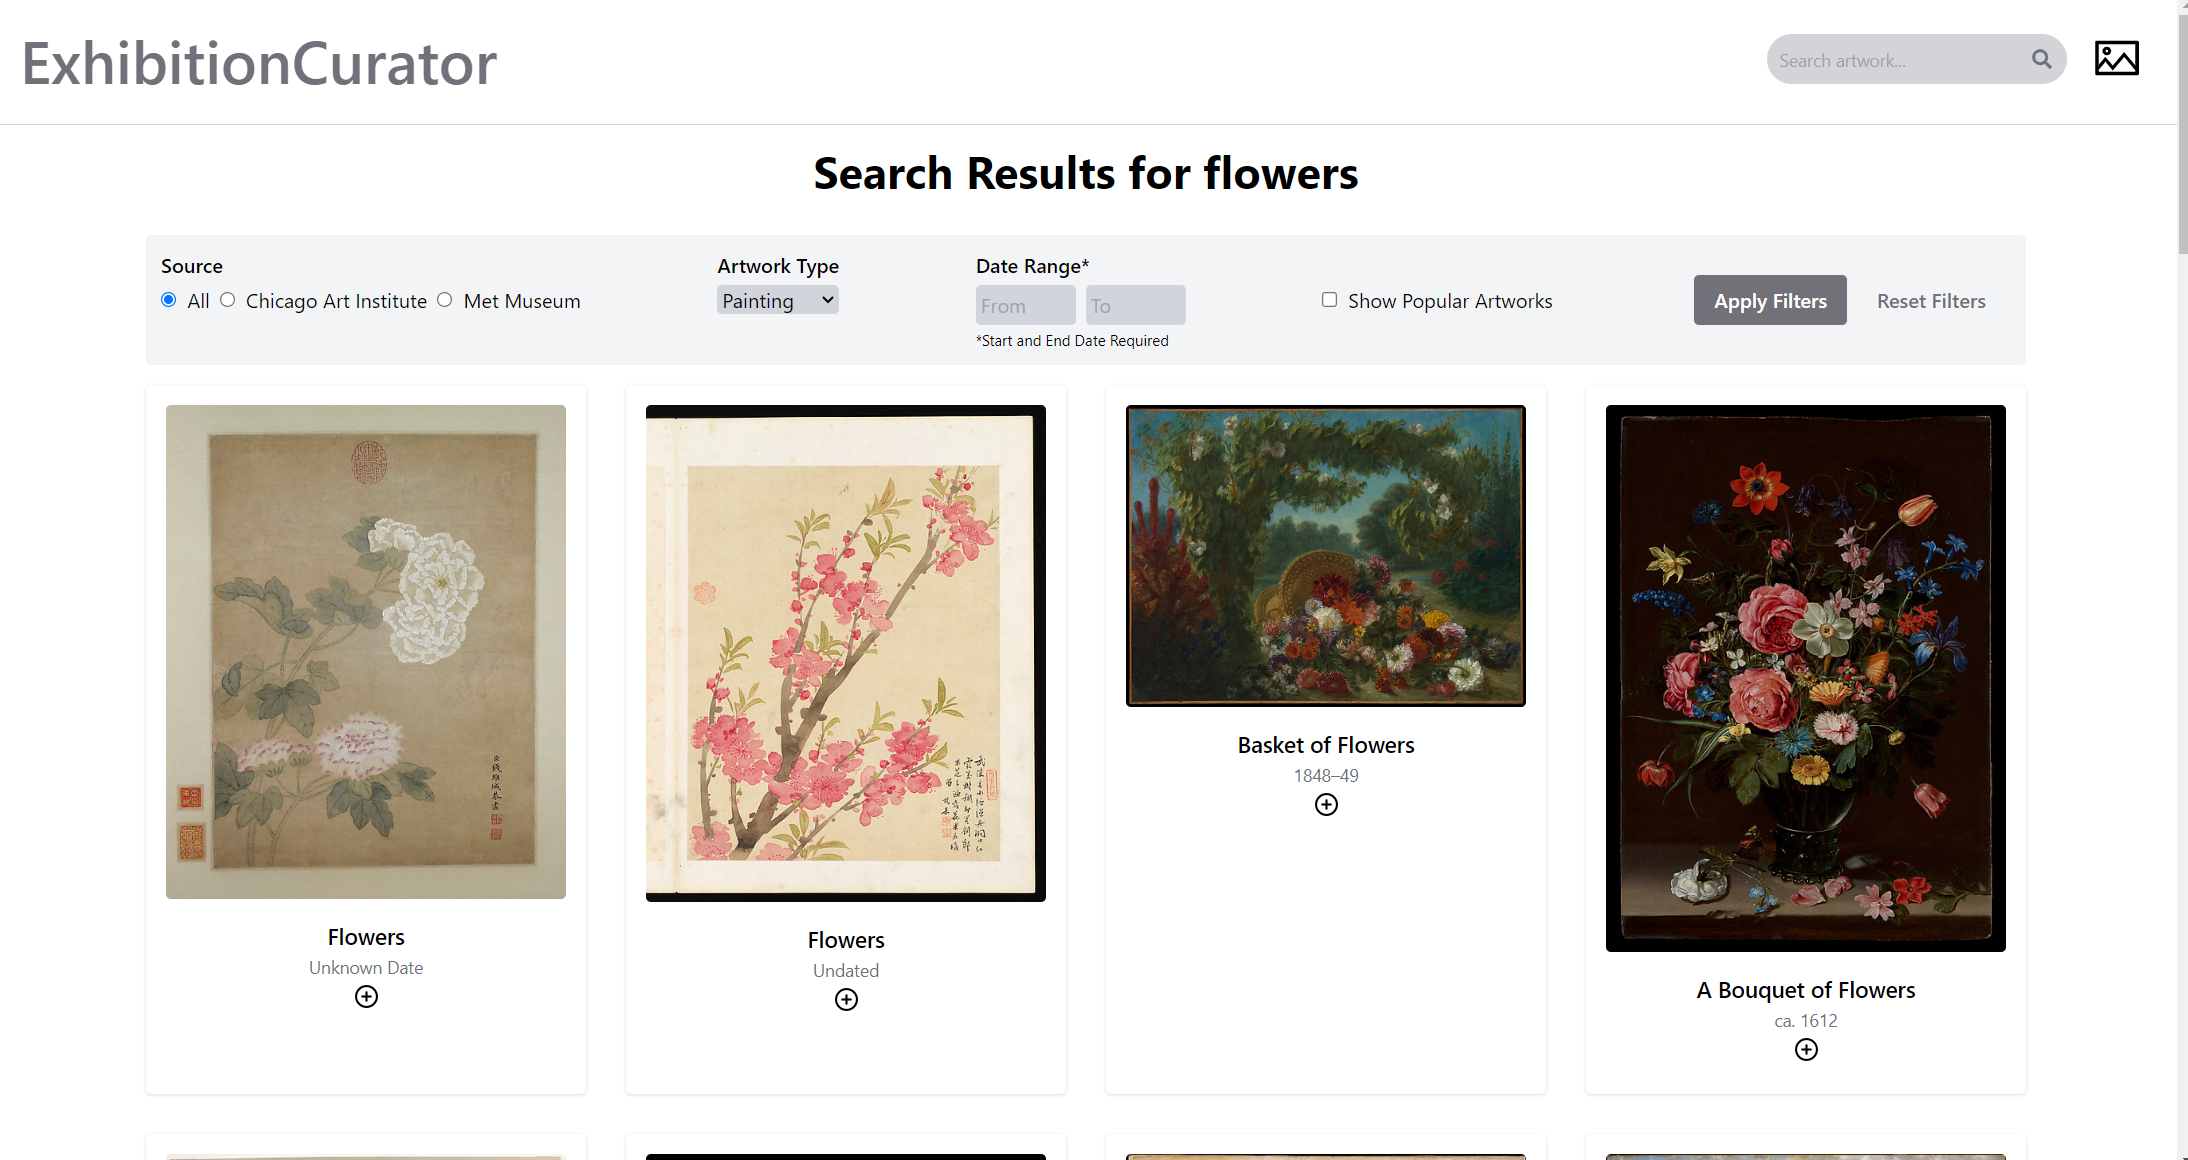 ExhibitionCurator
Search artwork...
Search Results for flowers
Source
All
Chicago Art Institute
Met Museum
Artwork Type
Painting
Date Range*
From
To
*Start and End Date Required
Show Popular Artworks
Apply Filters
Reset Filters
Flowers
Unknown Date
Flowers
Undated
Basket of Flowers
1848–49
A Bouquet of Flowers
ca. 1612